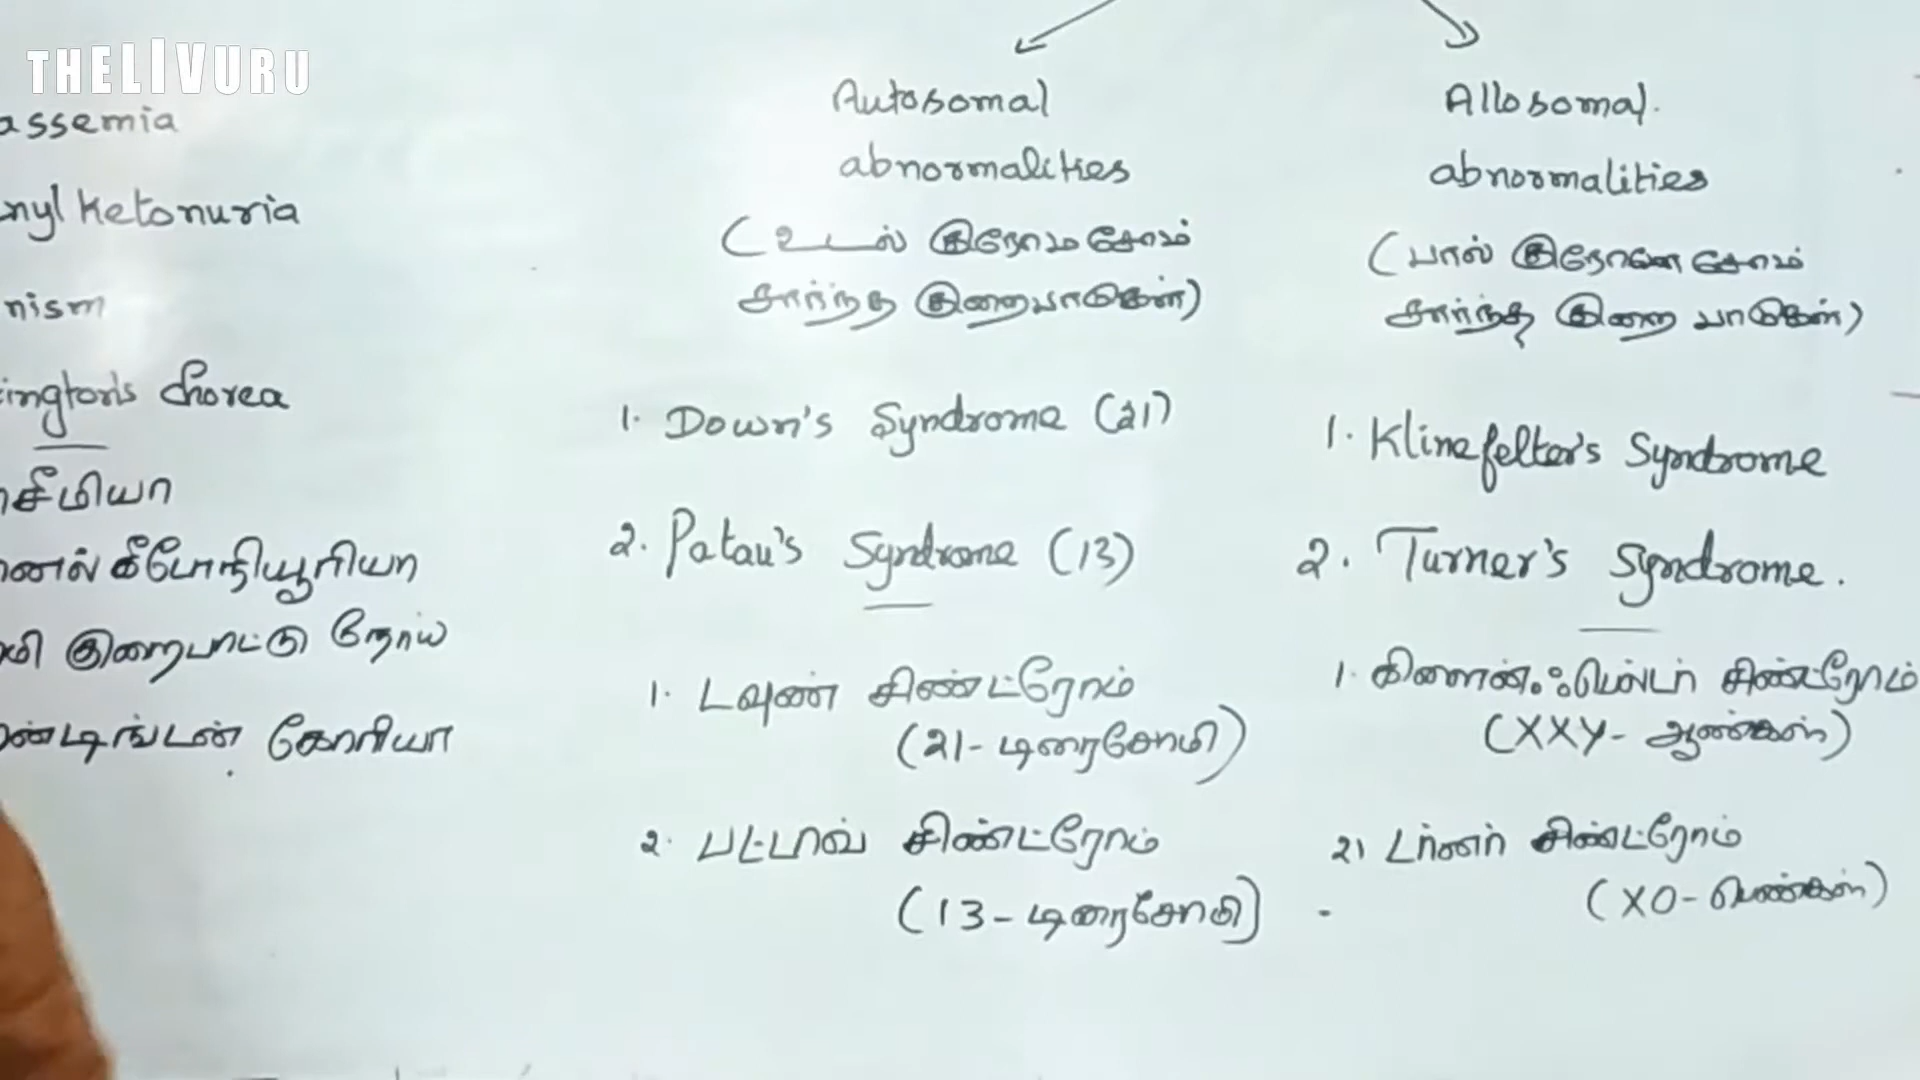 THELIVURU
assemia
nyl ketonuria
nism
ington's chorea
சீமியா
னைல் கீடோநியூரியா
மி குறைபாட்டு நோய்
ண்டிங்டன் கோரியா
Autosomal
abnormalities
(உடல் குரோமசோம்
சார்ந்த குறைபாடுகள்)
1. Down's Syndrome (21)
2. Patau's Syndrome (13)
1. டவுண் சிண்ட்ரோம்
(21-டிரைசோமி)
2. பட்டாவ் சிண்ட்ரோம்
(13-டிரைசோமி)
Allosomal
abnormalities
(பால் குரோமோசோம்
சார்ந்த குறைபாடுகள்)
1. Klinefelter's Syndrome
2. Turner's Syndrome.
1. கிளைன்ஃபெல்டர் சிண்ட்ரோம்
(XXY- ஆண்கள்)
2) டர்னர் சிண்ட்ரோம்
(XO-பெண்கள்)